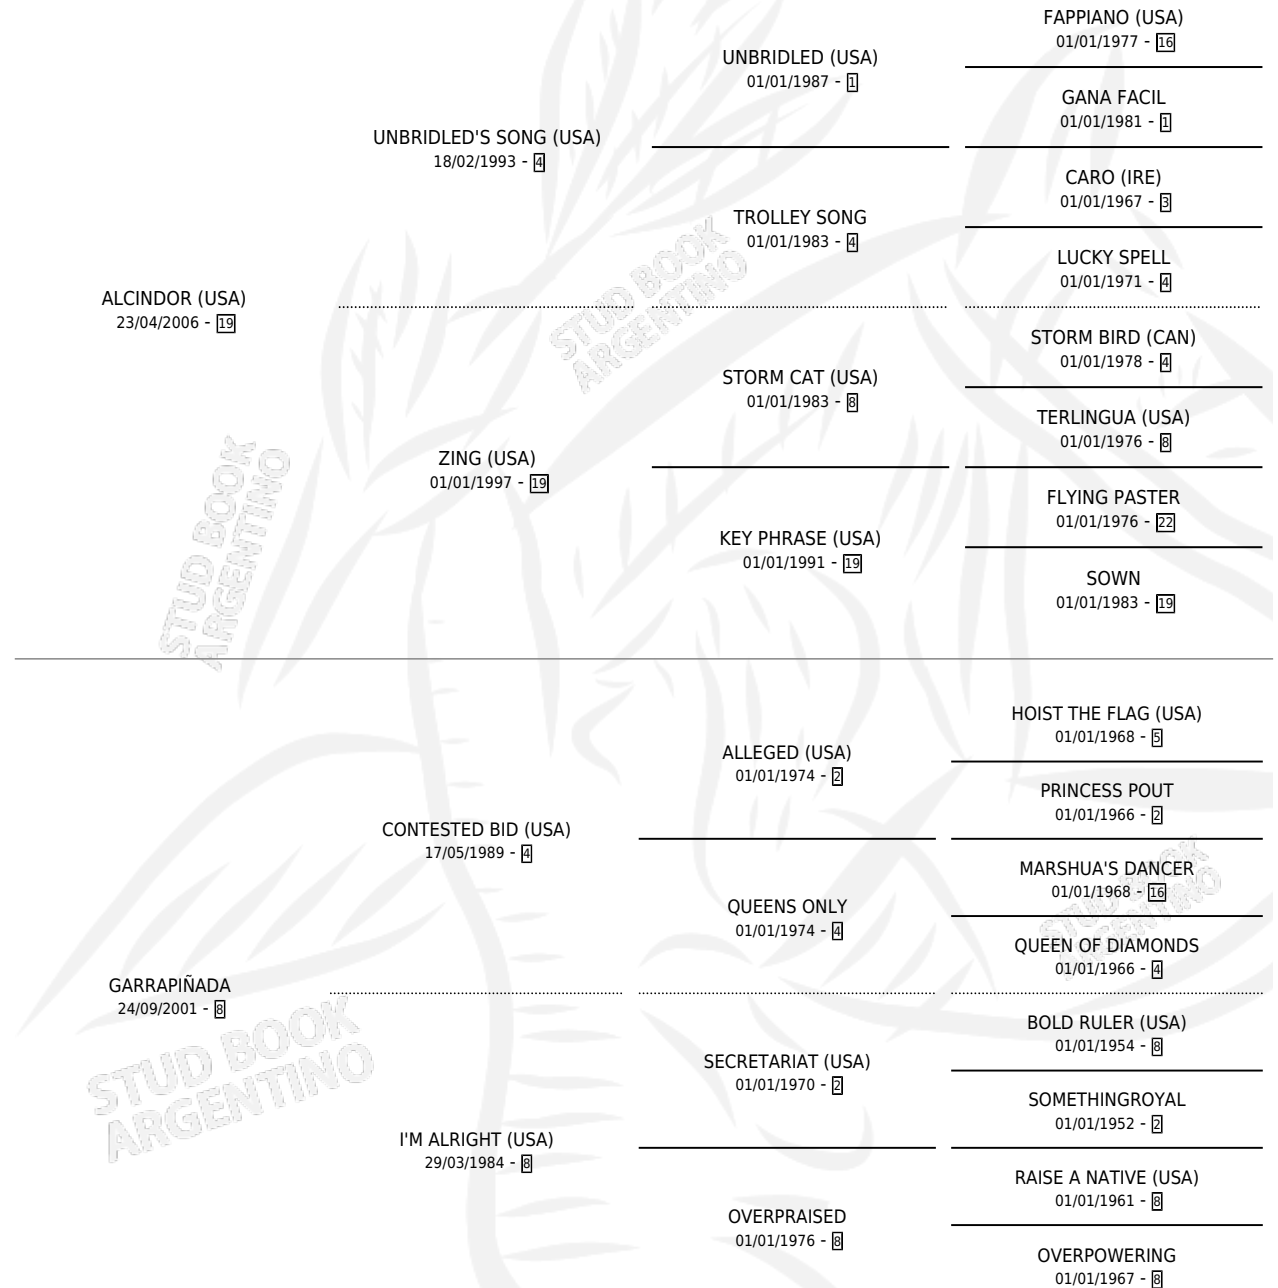 FAPPIANO (USA)
01/01/1977 - 16
UNBRIDLED (USA)
01/01/1987 - 1
GANA FACIL
01/01/1981 - 1
UNBRIDLED'S SONG (USA)
18/02/1993 - 4
CARO (IRE)
01/01/1967 - 3
TROLLEY SONG
01/01/1983 - 4
LUCKY SPELL
01/01/1971 - 4
ALCINDOR (USA)
23/04/2006 - 19
STUD BOOK
ARGENTINO
STORM BIRD (CAN)
01/01/1978 - 4
STORM CAT (USA)
01/01/1983 - 8
TERLINGUA (USA)
01/01/1976 - 8
ZING (USA)
01/01/1997 - 19
STUD BOOK
ARGENTINO
FLYING PASTER
01/01/1976 - 22
KEY PHRASE (USA)
01/01/1991 - 19
SOWN
01/01/1983 - 19
HOIST THE FLAG (USA)
01/01/1968 - 5
ALLEGED (USA)
01/01/1974 - 2
PRINCESS POUT
01/01/1966 - 2
CONTESTED BID (USA)
17/05/1989 - 4
MARSHUA'S DANCER
01/01/1968 - 16
STUD BOOK
ARGENTINO
QUEENS ONLY
01/01/1974 - 4
QUEEN OF DIAMONDS
01/01/1966 - 4
GARRAPIÑADA
24/09/2001 - 8
STUD BOOK
ARGENTINO
BOLD RULER (USA)
01/01/1954 - 8
SECRETARIAT (USA)
01/01/1970 - 2
SOMETHINGROYAL
01/01/1952 - 2
I'M ALRIGHT (USA)
29/03/1984 - 8
RAISE A NATIVE (USA)
01/01/1961 - 8
OVERPRAISED
01/01/1976 - 8
OVERPOWERING
01/01/1967 - 8